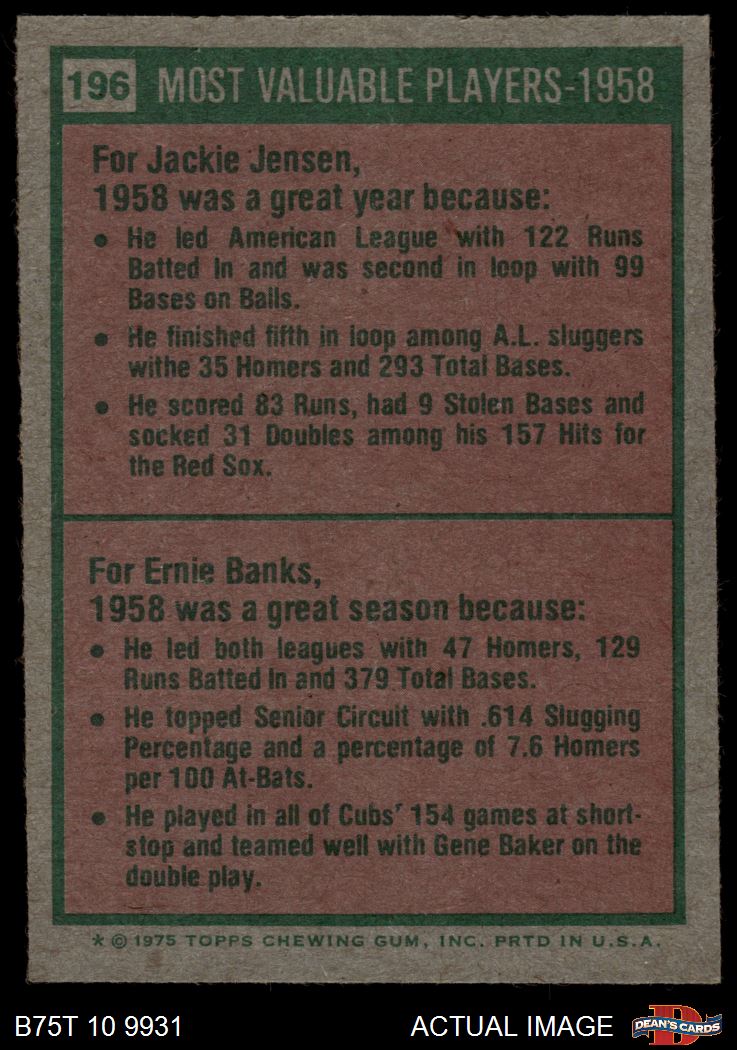 196 MOST VALUABLE PLAYERS-1958
For Jackie Jensen,
1958 was a great year because:
• He led American League with 122 Runs
Batted In and was second in loop with 99
Bases on Balls.
• He finished fifth in loop among A.L. sluggers
withe 35 Homers and 293 Total Bases.
• He scored 83 Runs, had 9 Stolen Bases and
socked 31 Doubles among his 157 Hits for
the Red Sox.
For Ernie Banks,
1958 was a great season because:
• He led both leagues with 47 Homers, 129
Runs Batted In and 379 Total Bases.
• He topped Senior Circuit with .614 Slugging
Percentage and a percentage of 7.6 Homers
per 100 At-Bats.
• He played in all of Cubs' 154 games at short-
stop and teamed well with Gene Baker on the
double play.
* © 1975 TOPPS CHEWING GUM, INC. PRTD IN U.S.A.
B75T 10 9931 ACTUAL IMAGE DEAN'S CARDS